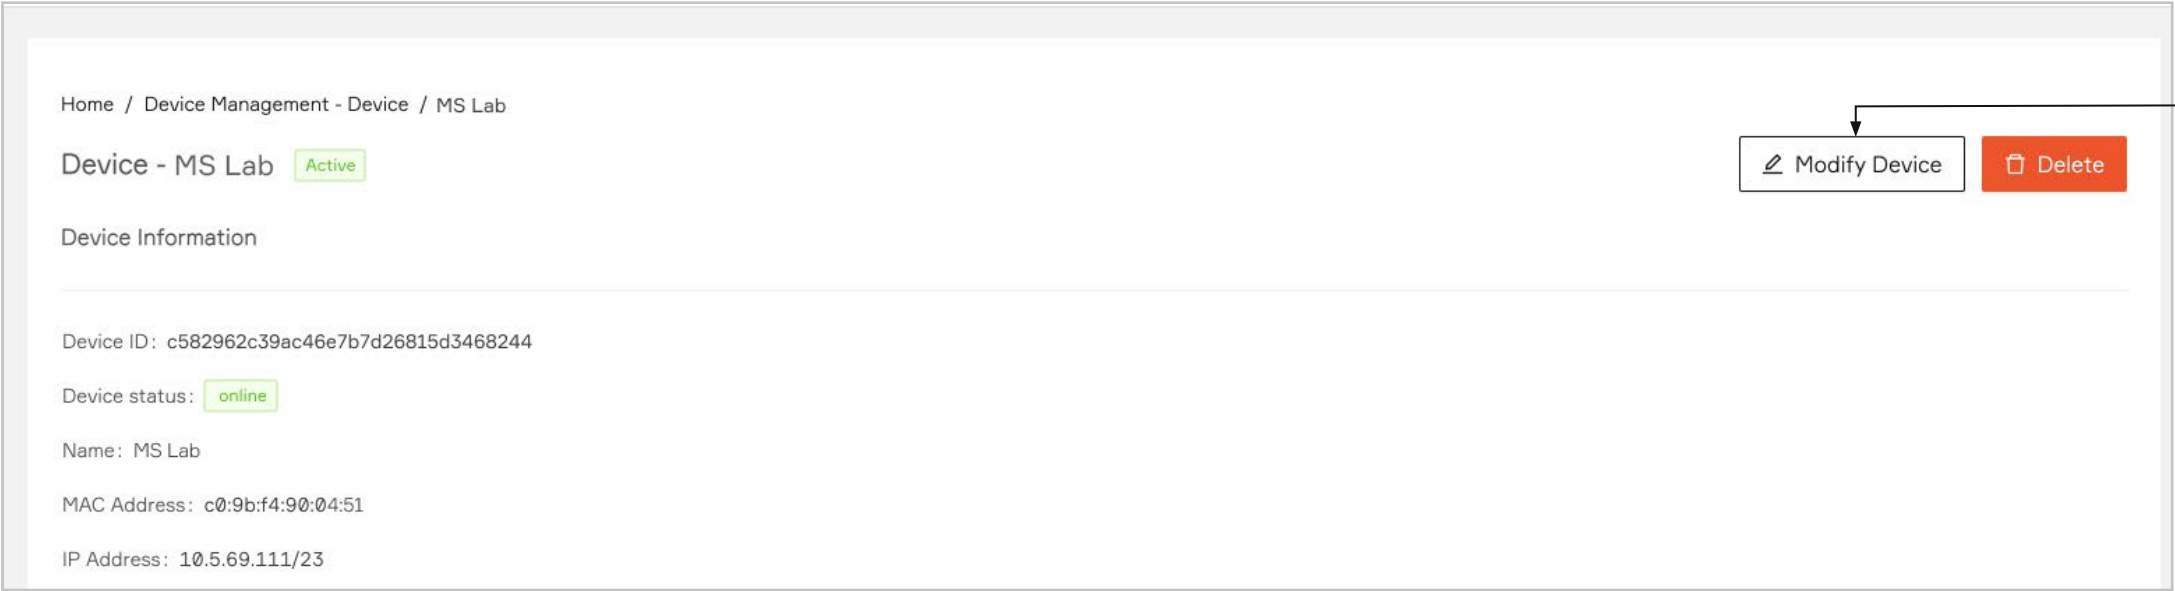 Home / Device Management - Device / MS Lab
Device - MS Lab Active
Modify Device
Delete
Device Information
Device ID: c582962c39ac46e7b7d26815d3468244
Device status: online
Name: MS Lab
MAC Address: c0:9b:f4:90:04:51
IP Address: 10.5.69.111/23